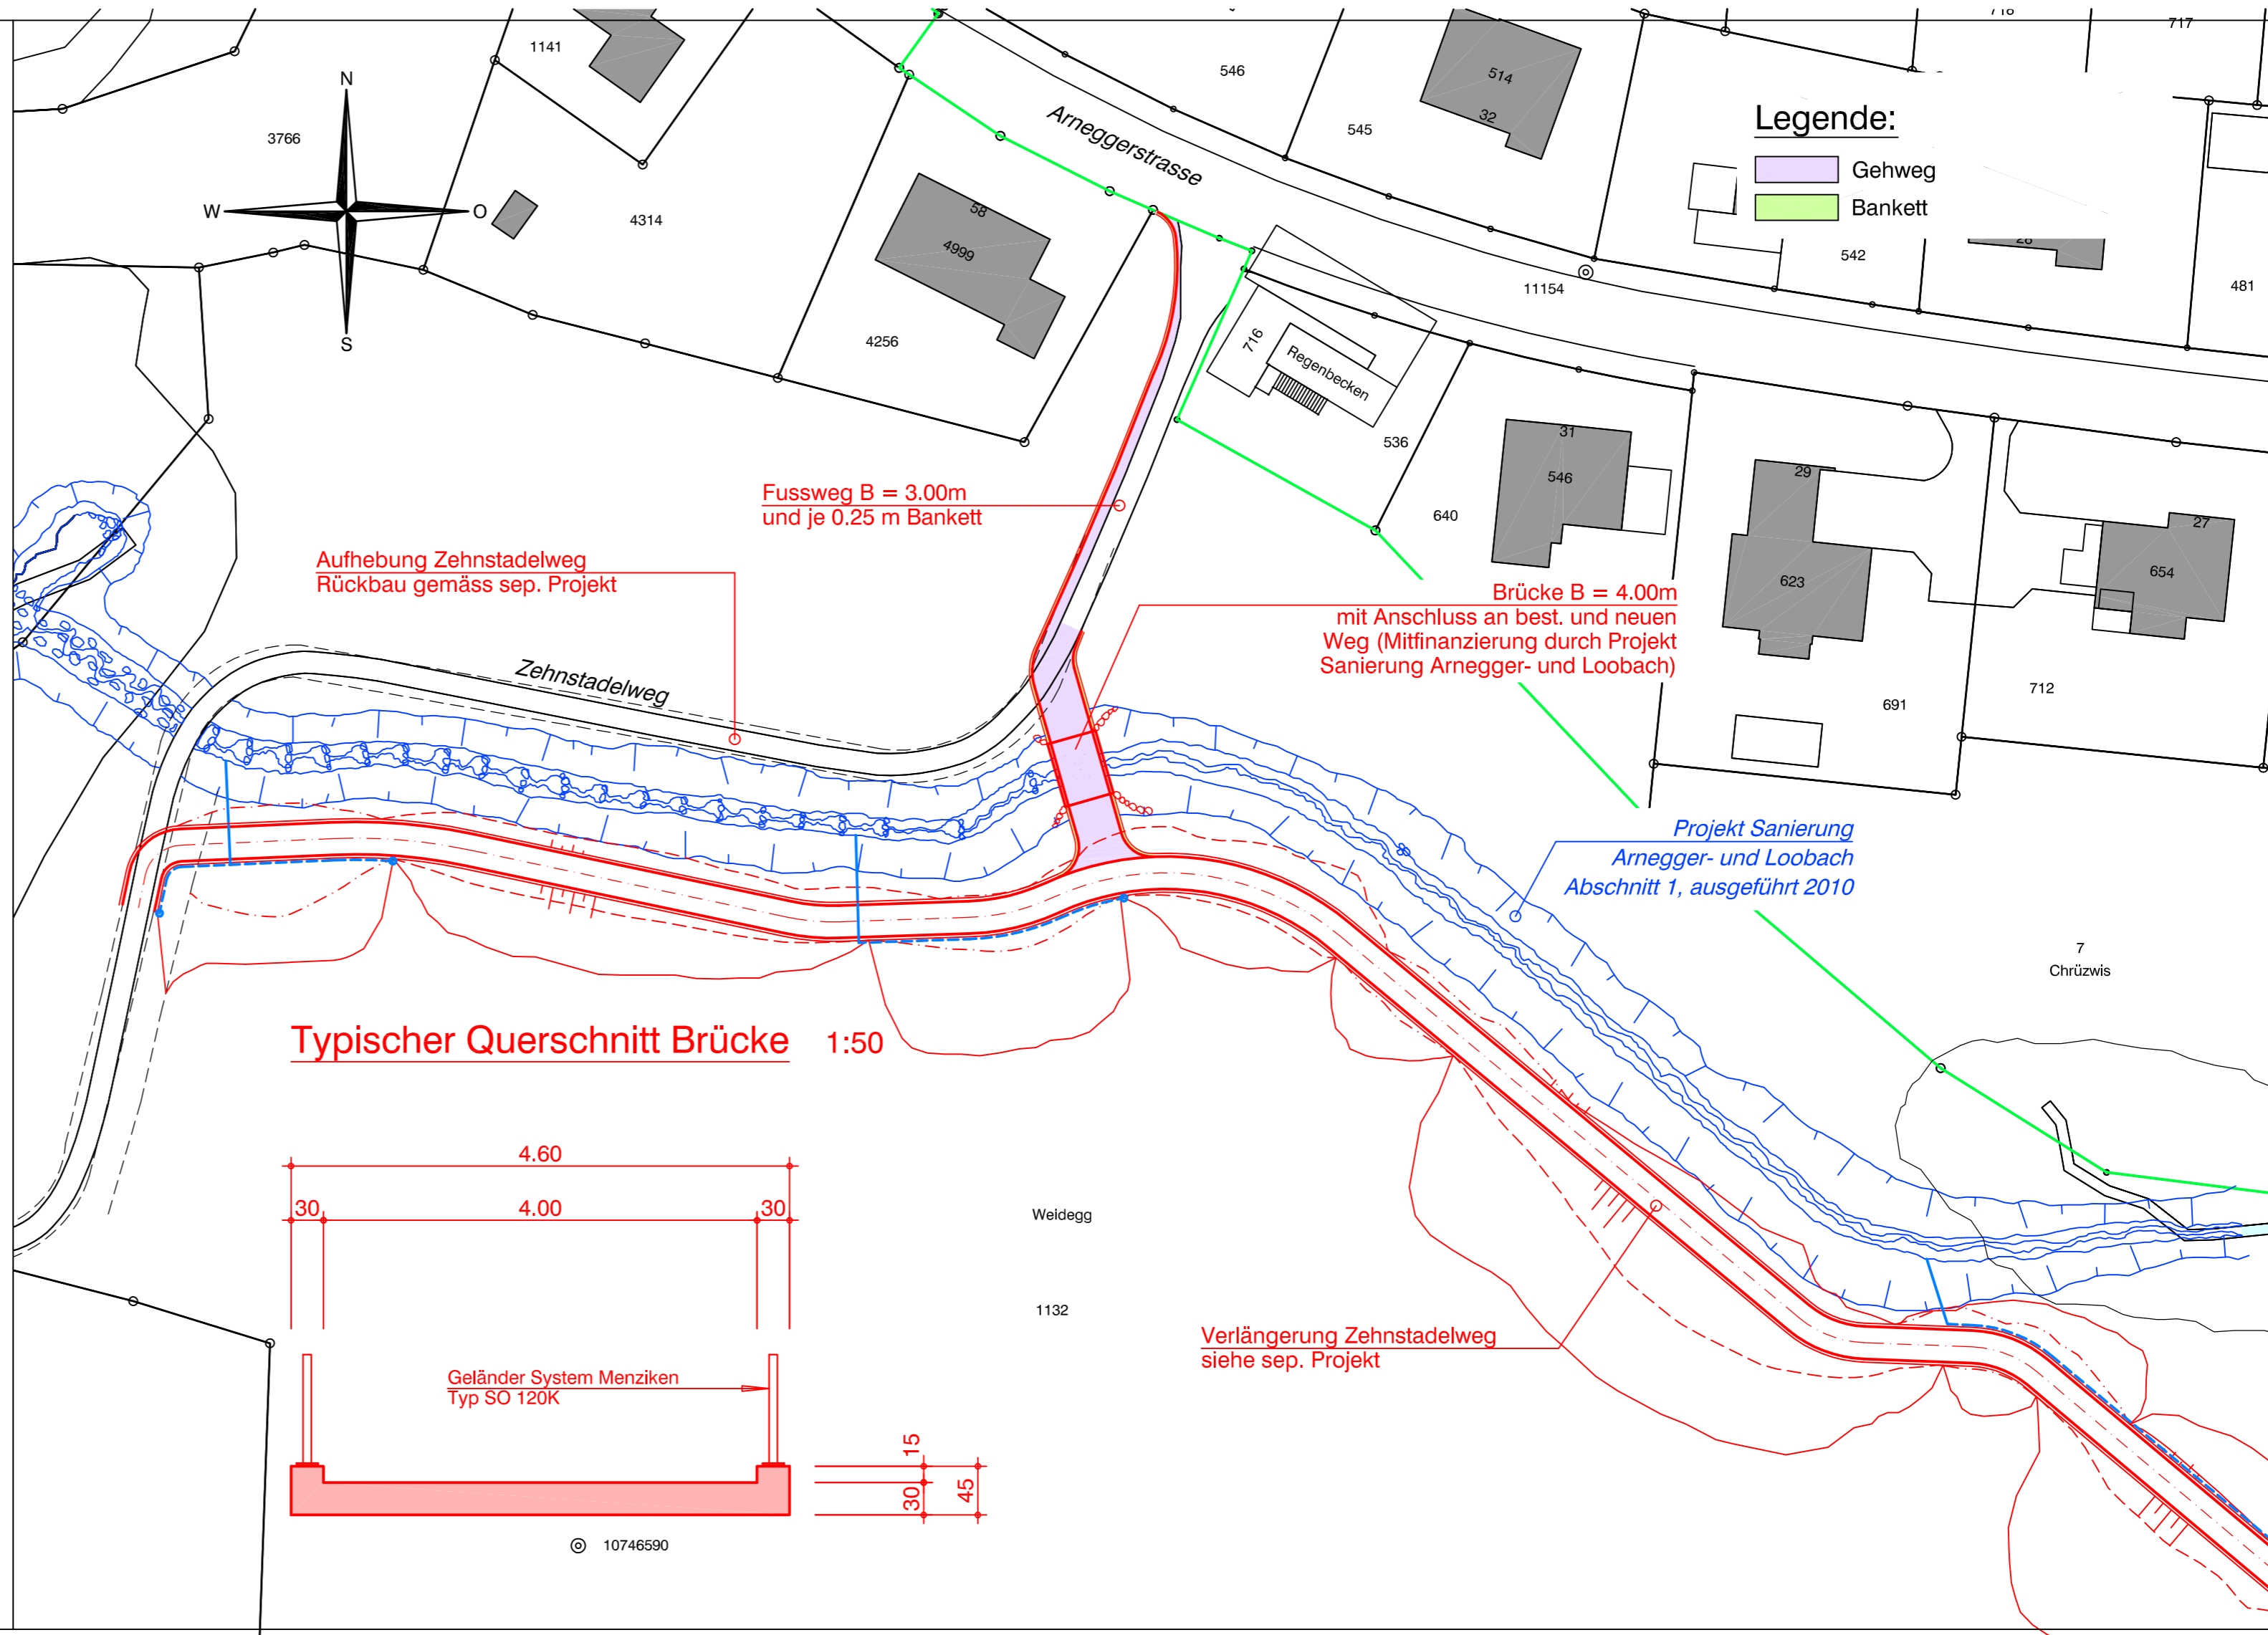 717
1141
546
514
32
545
Legende:
Gehweg
Bankett
N
W
O
S
3766
4314
58
4999
4256
Arneggerstrasse
11154
542
481
716
Regenbecken
536
640
31
546
29
623
27
654
691
712
Fussweg B = 3.00m
und je 0.25 m Bankett
Aufhebung Zehnstadelweg
Rückbau gemäss sep. Projekt
Zehnstadelweg
Brücke B = 4.00m
mit Anschluss an best. und neuen
Weg (Mitfinanzierung durch Projekt
Sanierung Arnegger- und Loobach)
Projekt Sanierung
Arnegger- und Loobach
Abschnitt 1, ausgeführt 2010
7
Chrüzwis
Typischer Querschnitt Brücke 1:50
4.60
30 4.00 30
Geländer System Menziken
Typ SO 120K
15
30
45
10746590
Weidegg
1132
Verlängerung Zehnstadelweg
siehe sep. Projekt